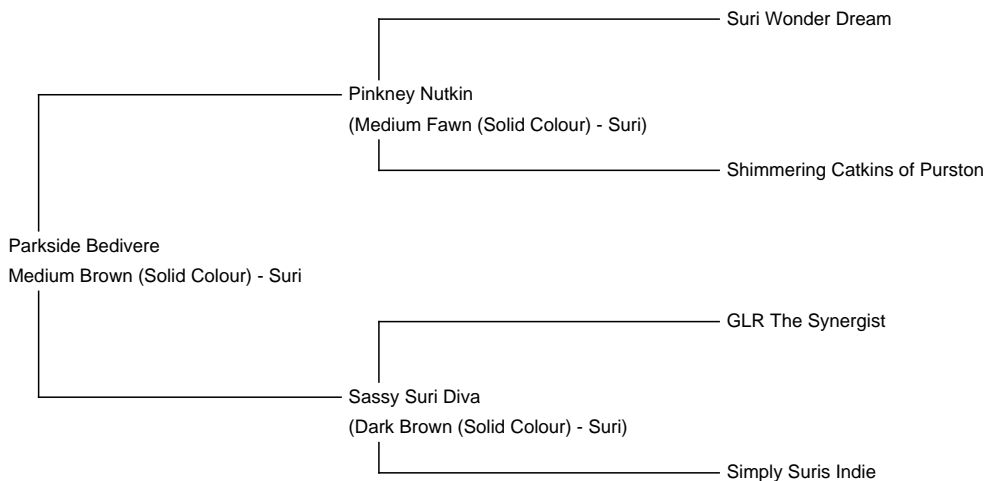 Suri Wonder Dream
Pinkney Nutkin
(Medium Fawn (Solid Colour) - Suri)
Shimmering Catkins of Purston
Parkside Bedivere
Medium Brown (Solid Colour) - Suri
GLR The Synergist
Sassy Suri Diva
(Dark Brown (Solid Colour) - Suri)
Simply Suris Indie